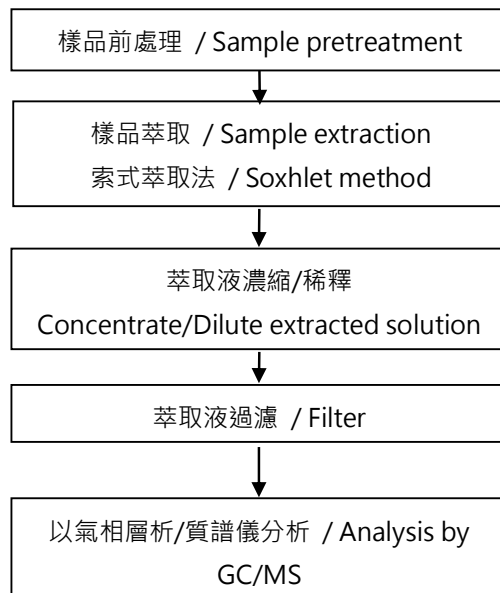 樣品前處理 / Sample pretreatment
樣品萃取 / Sample extraction
索式萃取法 / Soxhlet method
萃取液濃縮/稀釋
Concentrate/Dilute extracted solution
萃取液過濾 / Filter
以氣相層析/質譜儀分析 / Analysis by
GC/MS